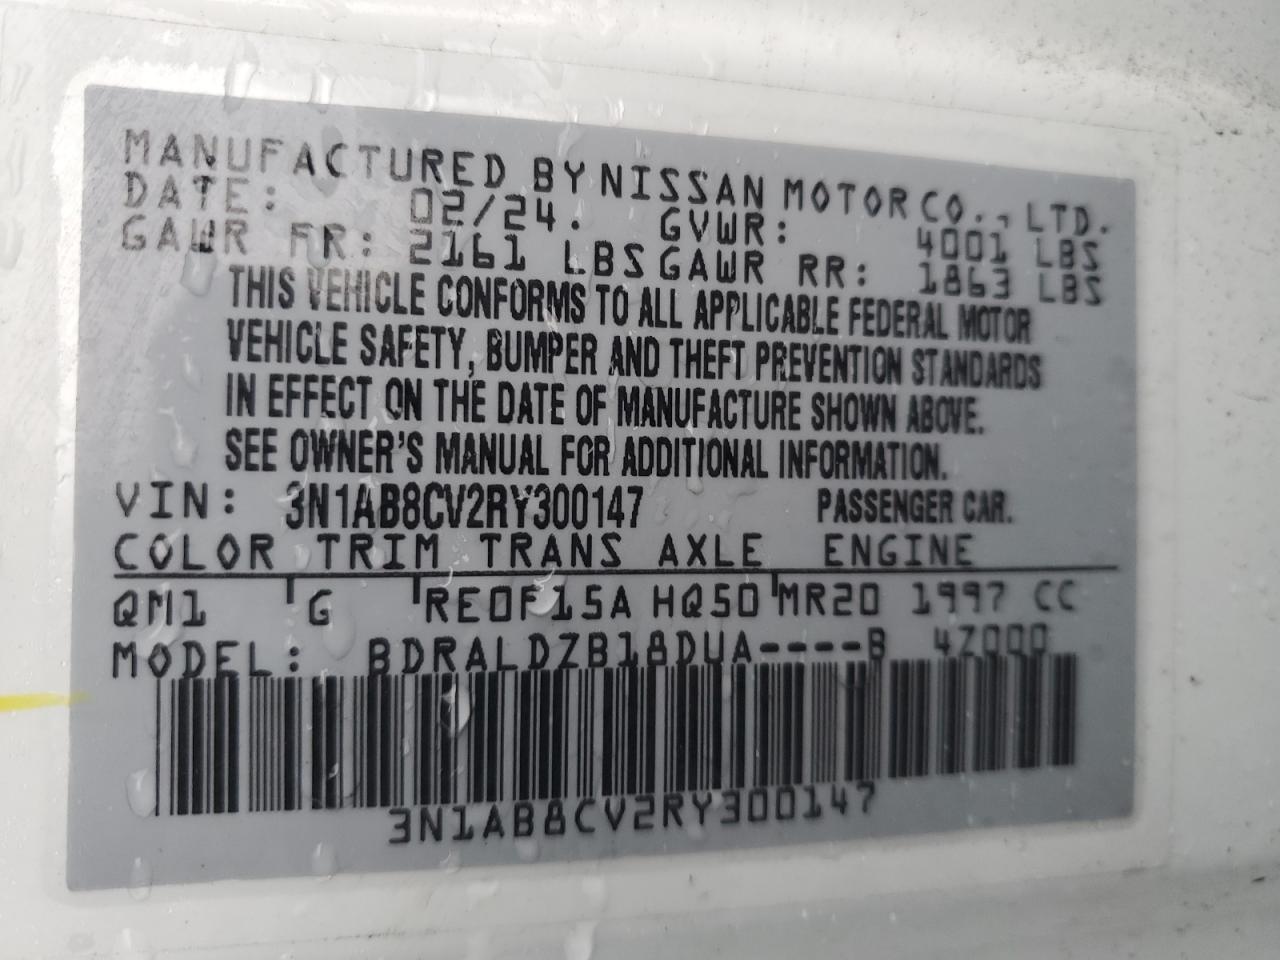 MANUFACTURED BY NISSAN MOTOR CO., LTD.
DATE: 02/24. GVWR: 4001 LBS
GAWR FR: 2161 LBS GAWR RR: 1863 LBS
THIS VEHICLE CONFORMS TO ALL APPLICABLE FEDERAL MOTOR
VEHICLE SAFETY, BUMPER AND THEFT PREVENTION STANDARDS
IN EFFECT ON THE DATE OF MANUFACTURE SHOWN ABOVE.
SEE OWNER'S MANUAL FOR ADDITIONAL INFORMATION.
VIN: 3N1AB8CV2RY300147 PASSENGER CAR.
COLOR TRIM TRANS AXLE ENGINE
QM1 G RE0F15A HQ50 MR20 1997 CC
MODEL: BDRALDZB18DUA----B 4Z000
3N1AB8CV2RY300147